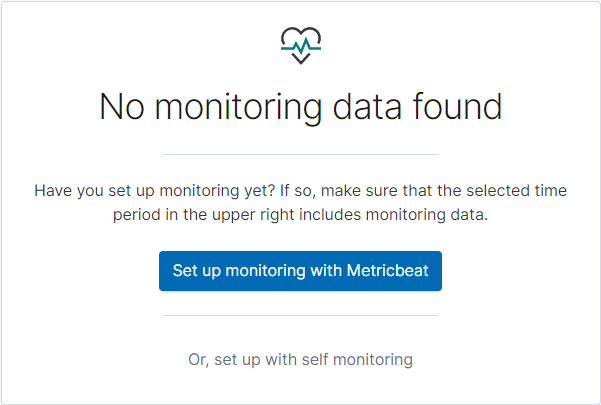 No monitoring data found
Have you set up monitoring yet? If so, make sure that the selected time
period in the upper right includes monitoring data.
Set up monitoring with Metricbeat
Or, set up with self monitoring